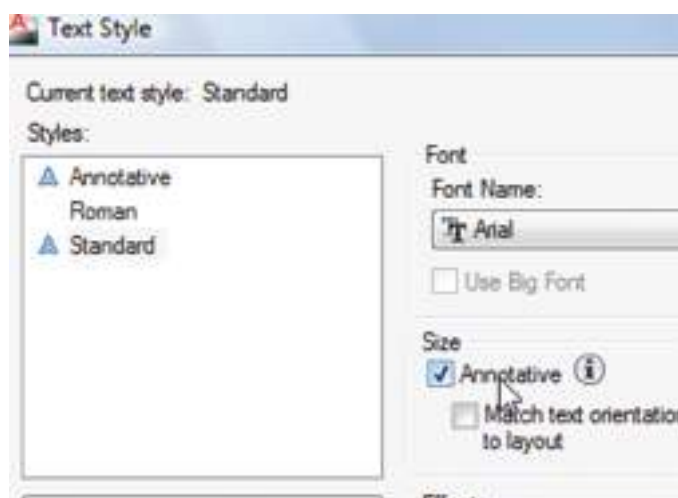 Text Style
Current text style: Standard
Styles:
Annotative
Roman
Standard
Font
Font Name:
Arial
Use Big Font
Size
Annotative
Match text orientation
to layout